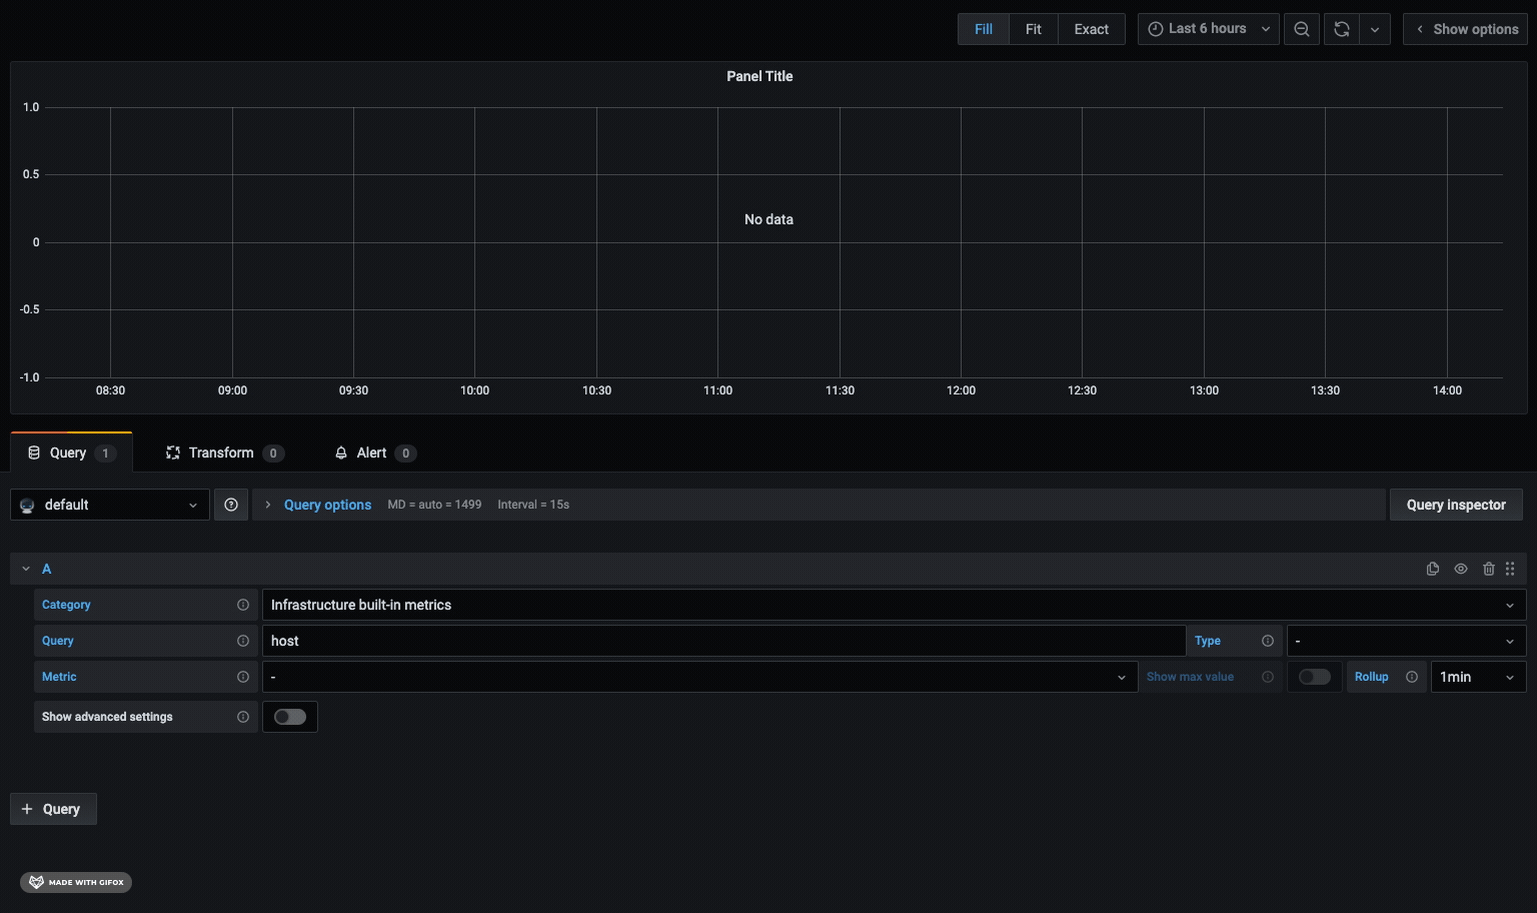 Fill Fit Exact Last 6 hours Show options
Panel Title
1.0
0.5
No data
0
-0.5
-1.0
08:30 09:00 09:30 10:00 10:30 11:00 11:30 12:00 12:30 13:00 13:30 14:00
Query 1 Transform 0 Alert 0
default Query options MD = auto = 1499 Interval = 15s Query inspector
A
Category Infrastructure built-in metrics
Query host Type -
Metric - Show max value Rollup 1min
Show advanced settings
+ Query
MADE WITH GIFOX